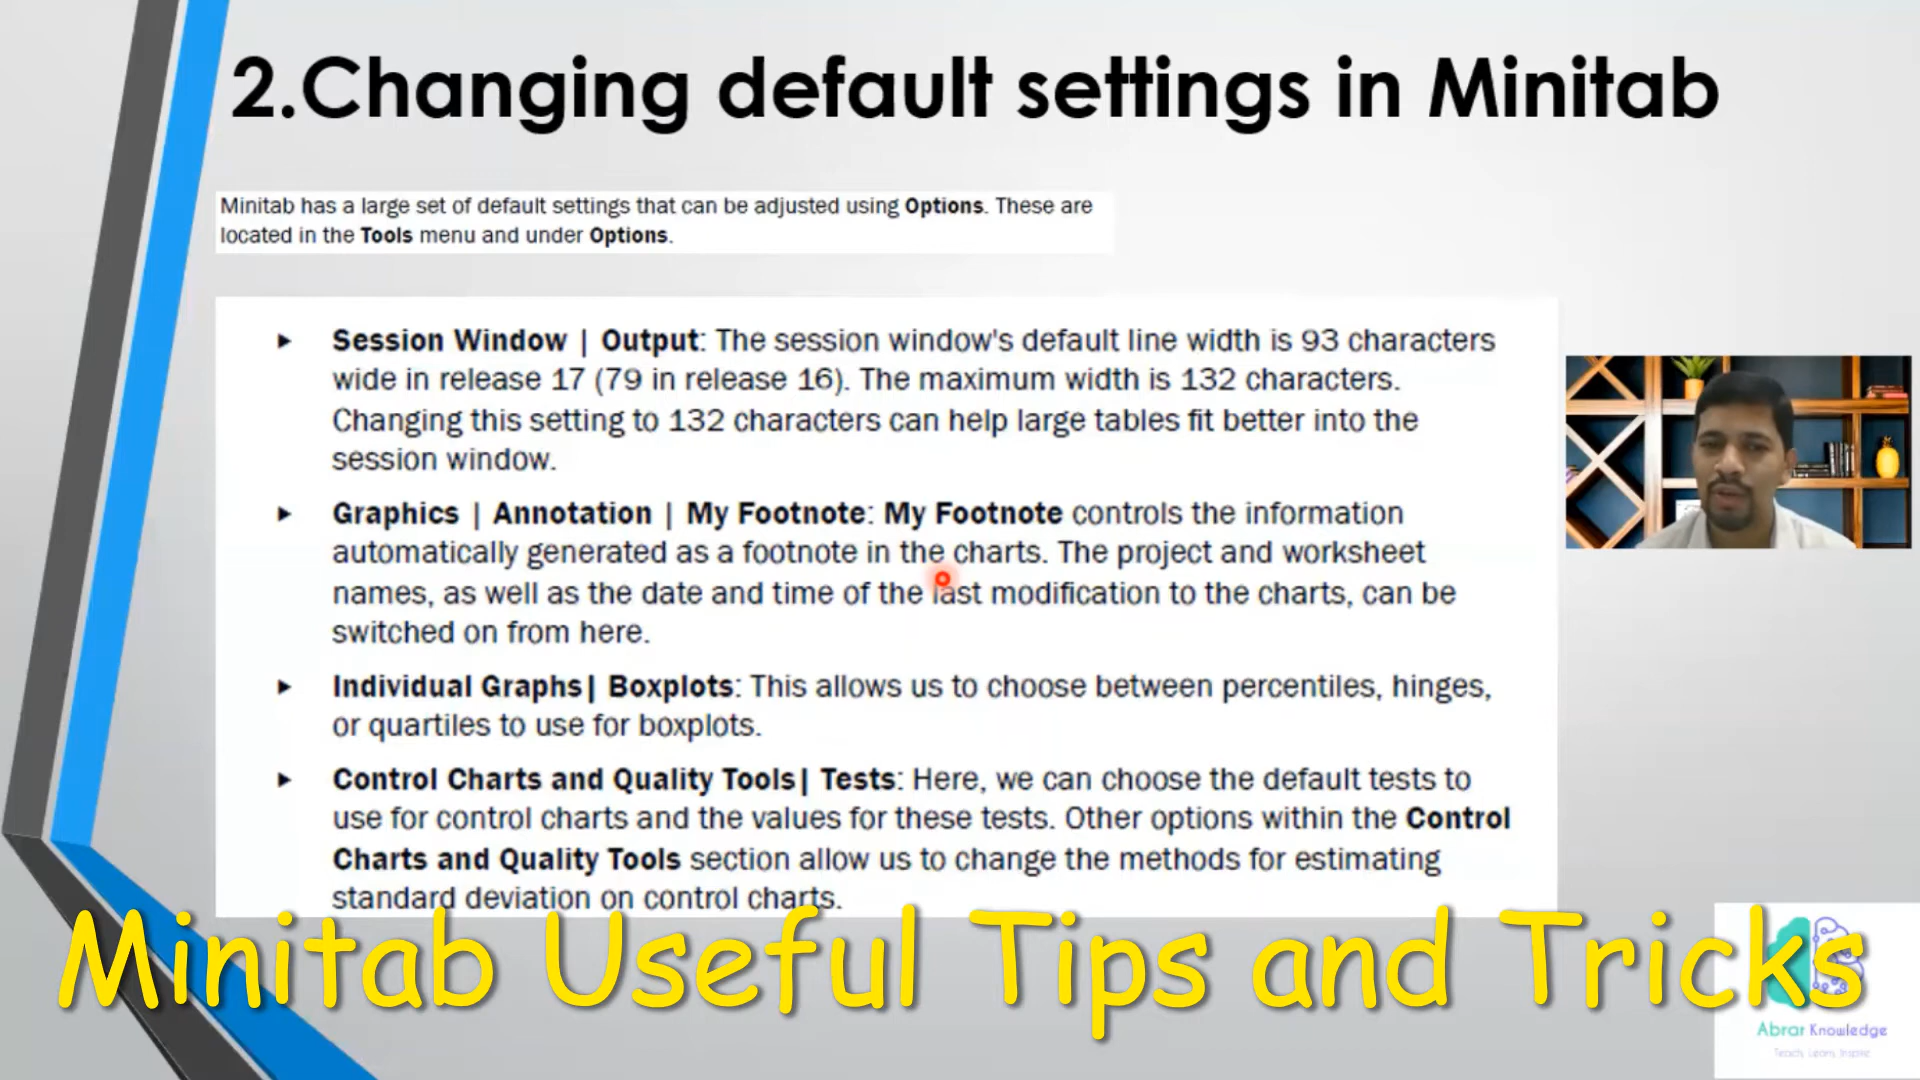 2.Changing default settings in Minitab
Minitab has a large set of default settings that can be adjusted using Options. These are
located in the Tools menu and under Options.
Session Window | Output: The session window's default line width is 93 characters
wide in release 17 (79 in release 16). The maximum width is 132 characters.
Changing this setting to 132 characters can help large tables fit better into the
session window.
Graphics | Annotation | My Footnote: My Footnote controls the information
automatically generated as a footnote in the charts. The project and worksheet
names, as well as the date and time of the last modification to the charts, can be
switched on from here.
Individual Graphs| Boxplots: This allows us to choose between percentiles, hinges,
or quartiles to use for boxplots.
Control Charts and Quality Tools| Tests: Here, we can choose the default tests to
use for control charts and the values for these tests. Other options within the Control
Charts and Quality Tools section allow us to change the methods for estimating
standard deviation on control charts.
Minitab Useful Tips and Tricks
Abrar Knowledge
Teach, Learn, Inspire